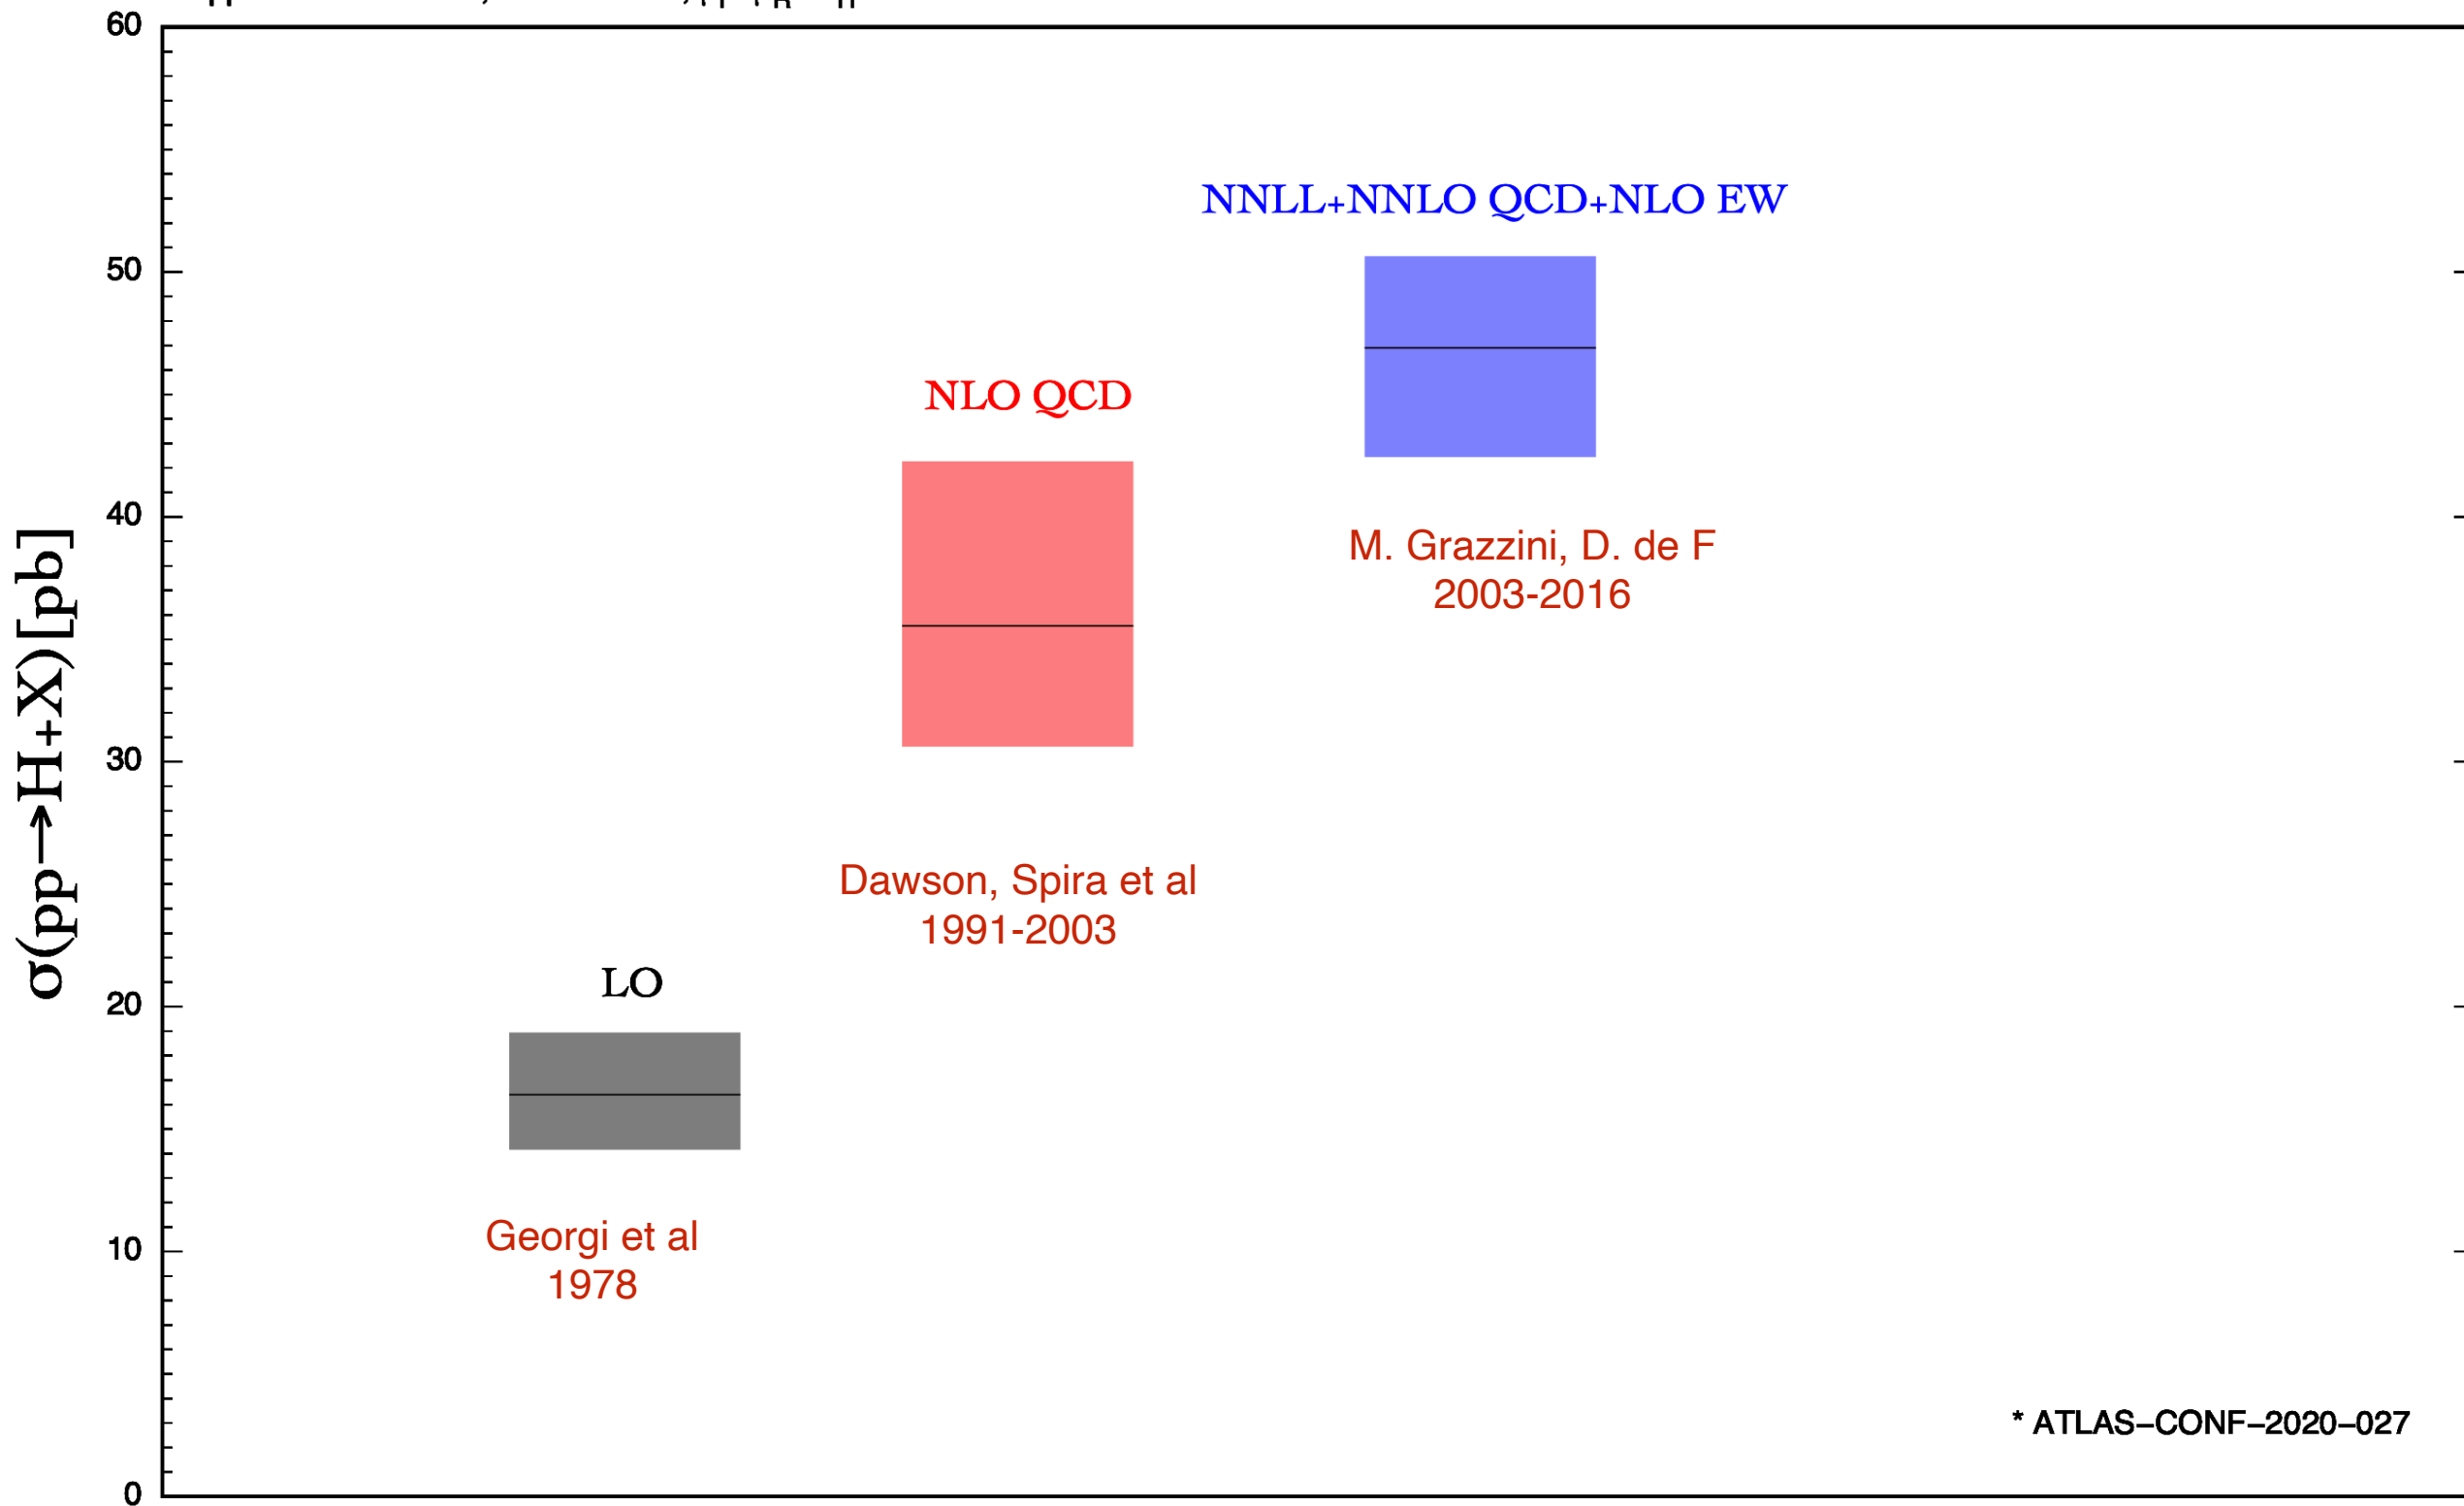 60
NNLL+NNLO QCD+NLO EW
50
NLO QCD
40
M. Grazzini, D. de F
2003-2016
σ(pp→H+X)[pb]
30
Dawson, Spira et al
1991-2003
LO
20
Georgi et al
1978
10
* ATLAS–CONF–2020–027
0